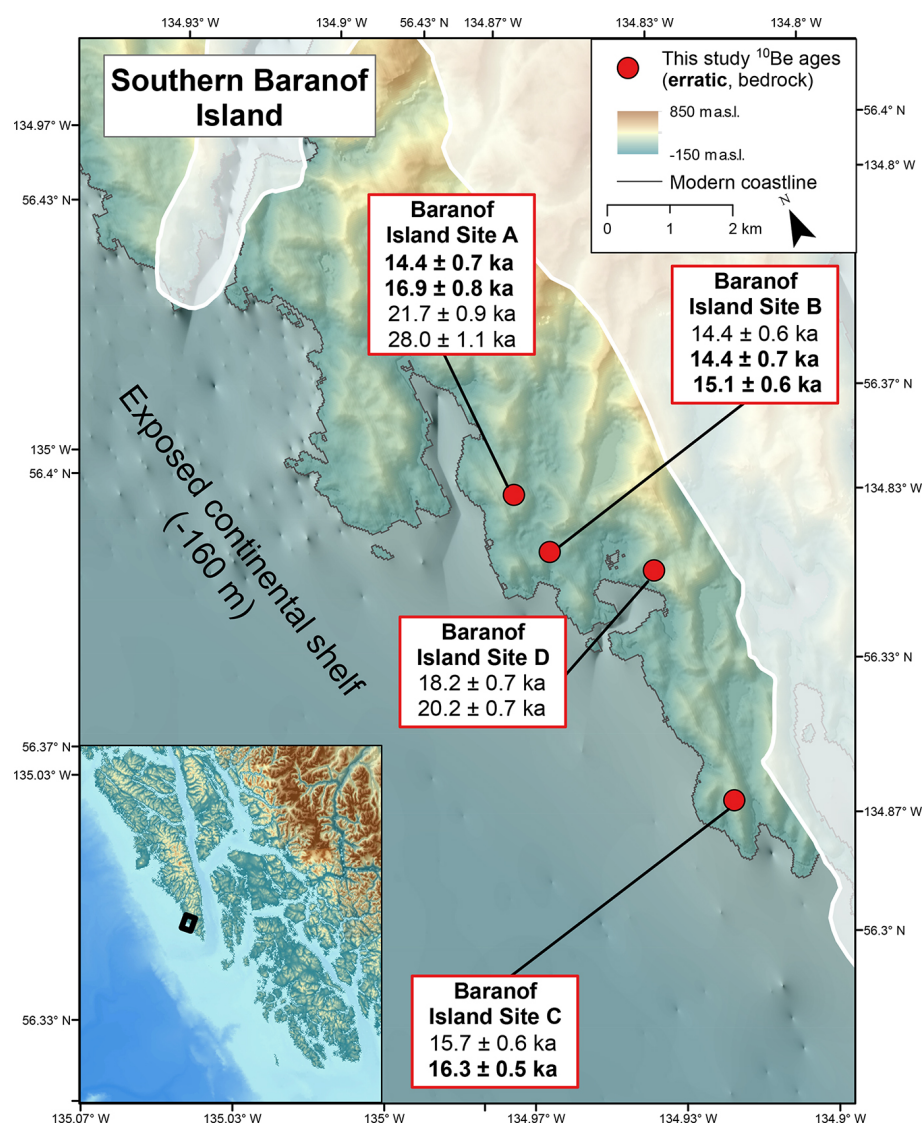 134.93° W
134.9° W
56.43° N
134.87° W
134.83° W
134.8° W
Southern Baranof
Island
This study ¹⁰Be ages
(erratic, bedrock)
850 m a.s.l.
-150 m a.s.l.
Modern coastline
N
0 1 2 km
134.97° W
56.43° N
135° W
56.4° N
56.37° N
135.03° W
56.33° N
56.4° N
134.8° W
56.37° N
134.83° W
56.33° N
134.87° W
56.3° N
Baranof
Island Site A
14.4 ± 0.7 ka
16.9 ± 0.8 ka
21.7 ± 0.9 ka
28.0 ± 1.1 ka
Baranof
Island Site B
14.4 ± 0.6 ka
14.4 ± 0.7 ka
15.1 ± 0.6 ka
Exposed continental shelf
(-160 m)
Baranof
Island Site D
18.2 ± 0.7 ka
20.2 ± 0.7 ka
Baranof
Island Site C
15.7 ± 0.6 ka
16.3 ± 0.5 ka
135.07° W
135.03° W
135° W
134.97° W
134.93° W
134.9° W